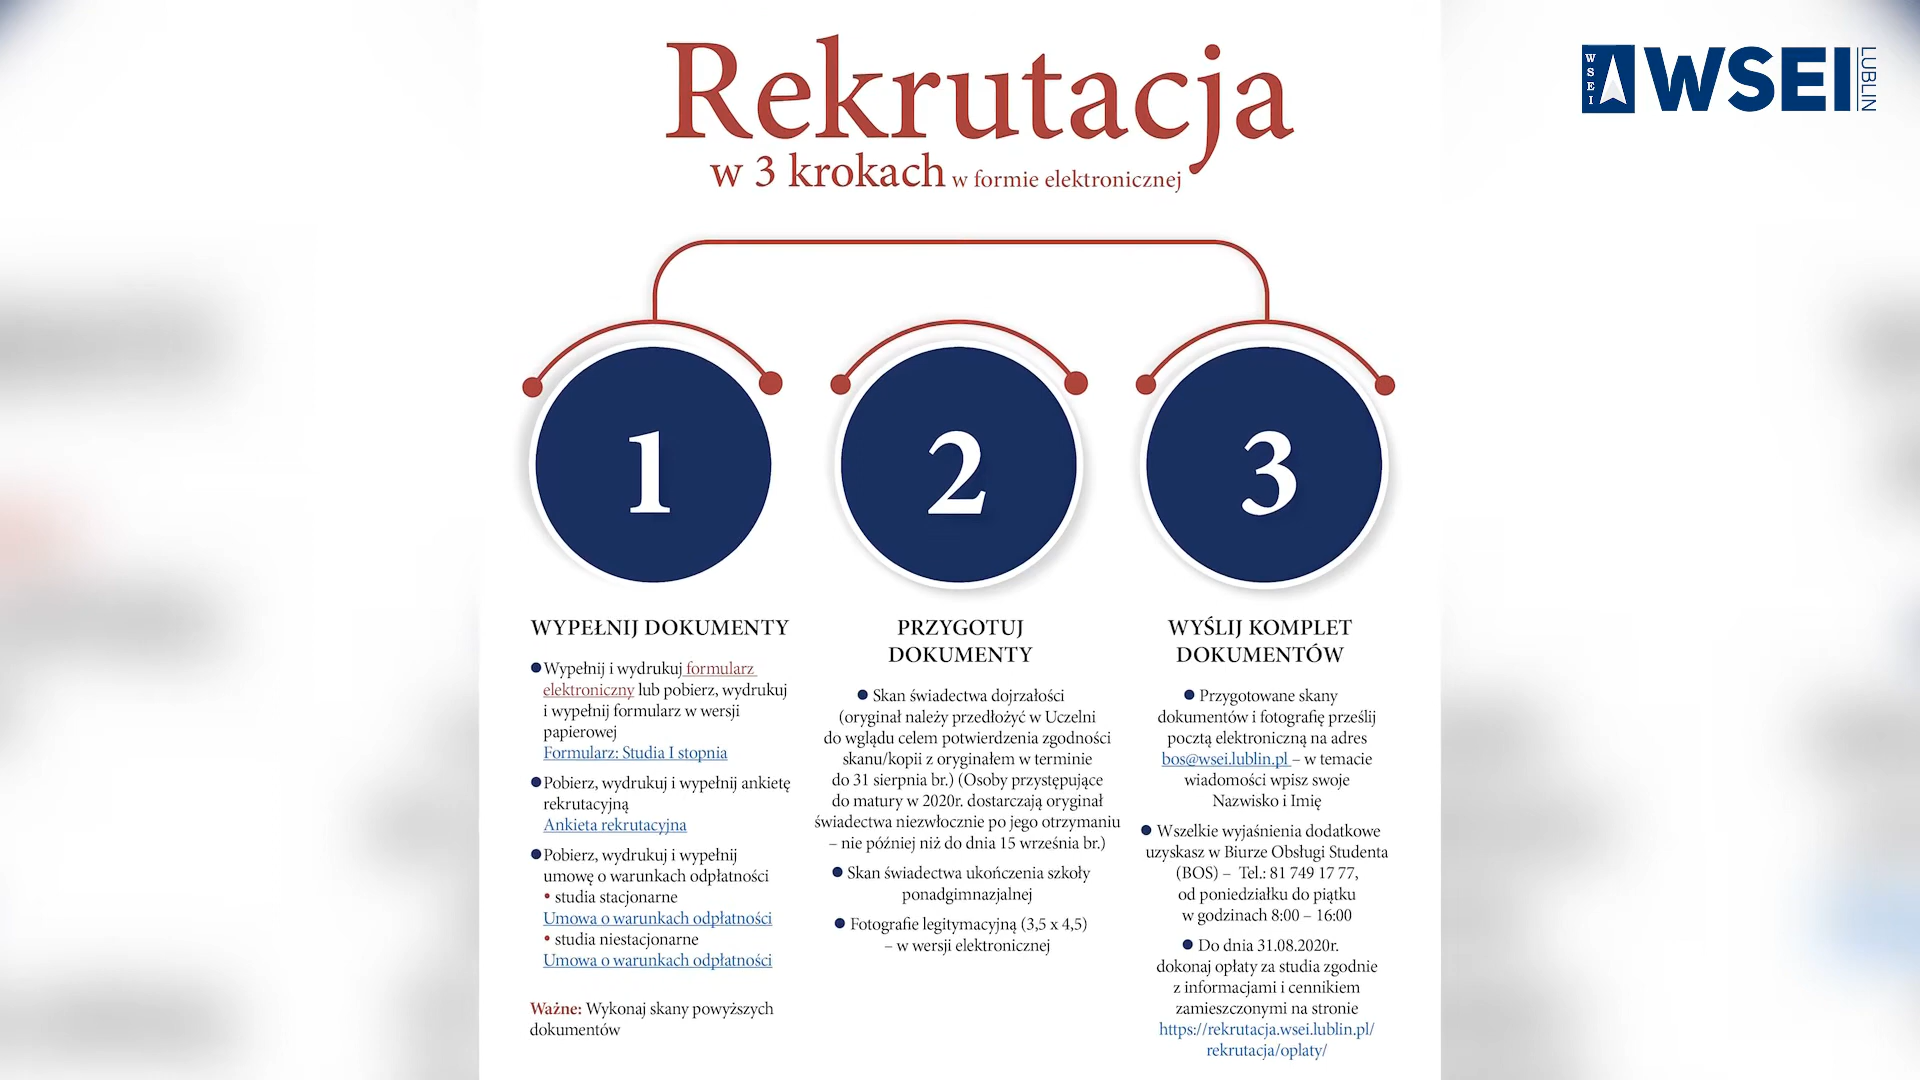 Rekrutacja
w 3 krokach w formie elektronicznej
WSEI
WSEI
LUBLIN
1
WYPEŁNIJ DOKUMENTY
● Wypełnij i wydrukuj formularz
elektroniczny lub pobierz, wydrukuj
i wypełnij formularz w wersji
papierowej
Formularz: Studia I stopnia
● Pobierz, wydrukuj i wypełnij ankietę
rekrutacyjną
Ankieta rekrutacyjna
● Pobierz, wydrukuj i wypełnij
umowę o warunkach odpłatności
• studia stacjonarne
Umowa o warunkach odpłatności
• studia niestacjonarne
Umowa o warunkach odpłatności
Ważne: Wykonaj skany powyższych
dokumentów
2
PRZYGOTUJ
DOKUMENTY
● Skan świadectwa dojrzałości
(oryginał należy przedłożyć w Uczelni
do wglądu celem potwierdzenia zgodności
skanu/kopii z oryginałem w terminie
do 31 sierpnia br.) (Osoby przystępujące
do matury w 2020r. dostarczają oryginał
świadectwa niezwłocznie po jego otrzymaniu
– nie później niż do dnia 15 września br.)
● Skan świadectwa ukończenia szkoły
ponadgimnazjalnej
● Fotografie legitymacyjną (3,5 x 4,5)
– w wersji elektronicznej
3
WYŚLIJ KOMPLET
DOKUMENTÓW
● Przygotowane skany
dokumentów i fotografię prześlij
pocztą elektroniczną na adres
bos@wsei.lublin.pl – w temacie
wiadomości wpisz swoje
Nazwisko i Imię
● Wszelkie wyjaśnienia dodatkowe
uzyskasz w Biurze Obsługi Studenta
(BOS) – Tel.: 81 749 17 77,
od poniedziałku do piątku
w godzinach 8:00 – 16:00
● Do dnia 31.08.2020r.
dokonaj opłaty za studia zgodnie
z informacjami i cennikiem
zamieszczonymi na stronie
https://rekrutacja.wsei.lublin.pl/
rekrutacja/oplaty/